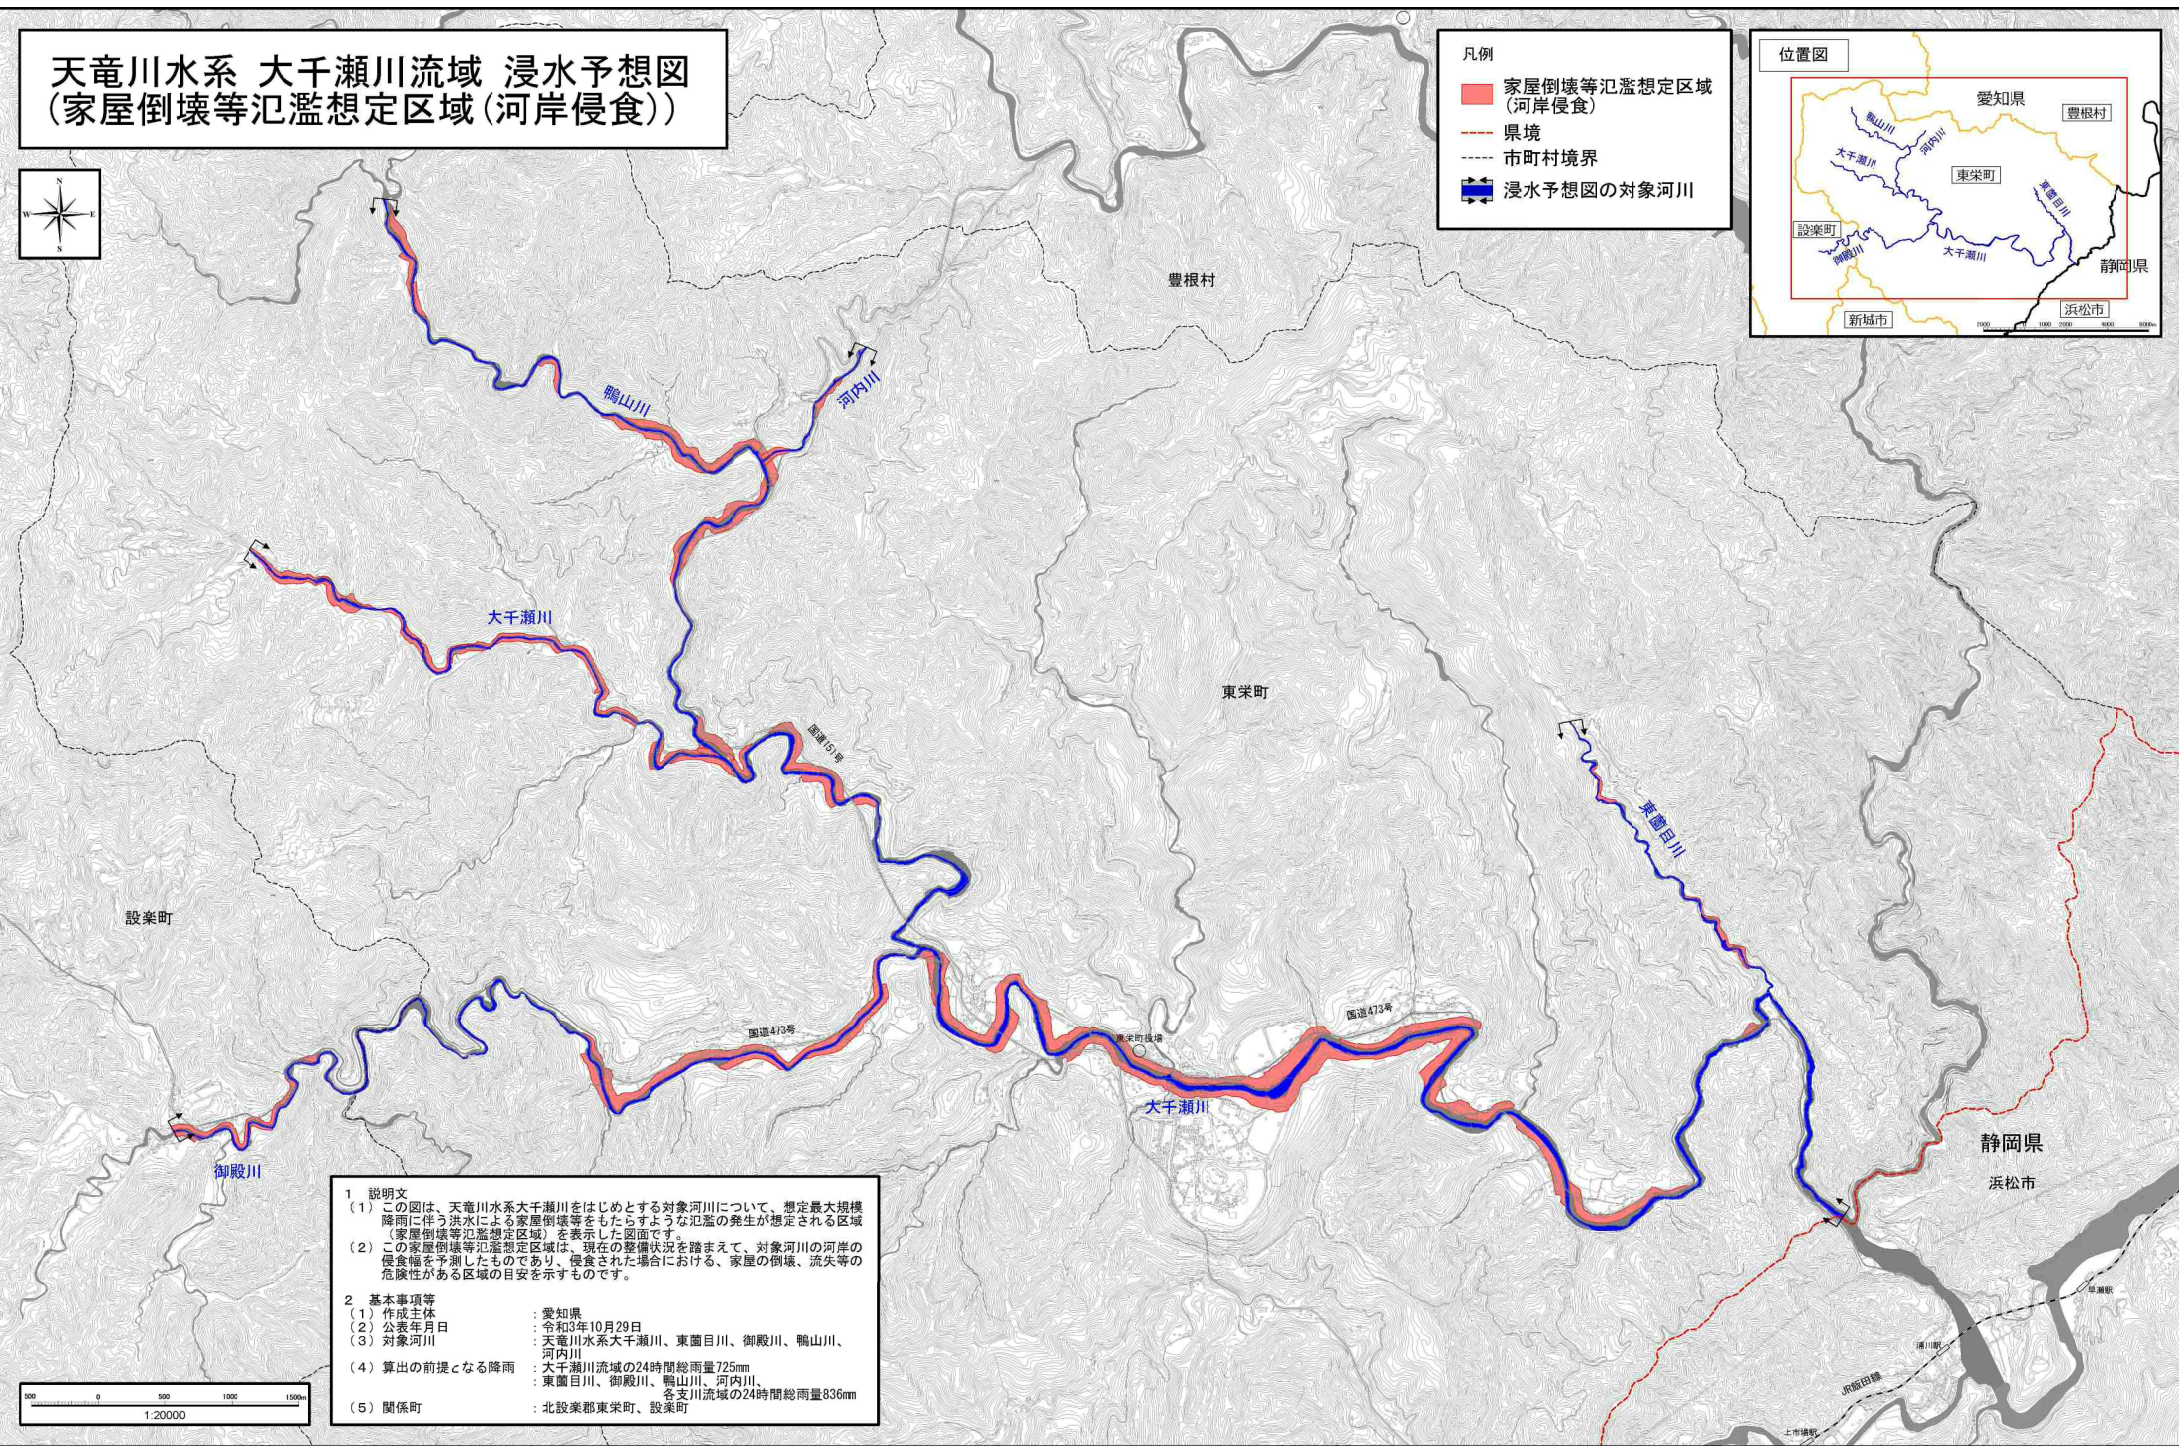 天竜川水系 大千瀬川流域 浸水予想図
(家屋倒壊等氾濫想定区域(河岸侵食))
N
W
E
S
凡例
家屋倒壊等氾濫想定区域
(河岸侵食)
県境
市町村境界
浸水予想図の対象河川
位置図
愛知県
豊根村
鴨山川
河内川
大千瀬川
東栄町
東薗目川
設楽町
御殿川
大千瀬川
静岡県
浜松市
新城市
豊根村
鴨山川
河内川
大千瀬川
東栄町
国道151号
東薗目川
設楽町
国道473号
国道473号
東栄町役場
大千瀬川
御殿川
静岡県
浜松市
早瀬駅
浦川駅
JR飯田線
上市場駅
1 説明文
(1) この図は、天竜川水系大千瀬川をはじめとする対象河川について、想定最大規模
降雨に伴う洪水による家屋倒壊等をもたらすような氾濫の発生が想定される区域
(家屋倒壊等氾濫想定区域)を表示した図面です。
(2) この家屋倒壊等氾濫想定区域は、現在の整備状況を踏まえて、対象河川の河岸の
侵食幅を予測したものであり、侵食された場合における、家屋の倒壊、流失等の
危険性がある区域の目安を示すものです。
2 基本事項等
(1) 作成主体 : 愛知県
(2) 公表年月日 : 令和3年10月29日
(3) 対象河川 : 天竜川水系大千瀬川、東薗目川、御殿川、鴨山川、
河内川
(4) 算出の前提となる降雨 : 大千瀬川流域の24時間総雨量725mm
: 東薗目川、御殿川、鴨山川、河内川、
各支川流域の24時間総雨量836mm
(5) 関係町 : 北設楽郡東栄町、設楽町
500 0 500 1000 1500m
1:20000